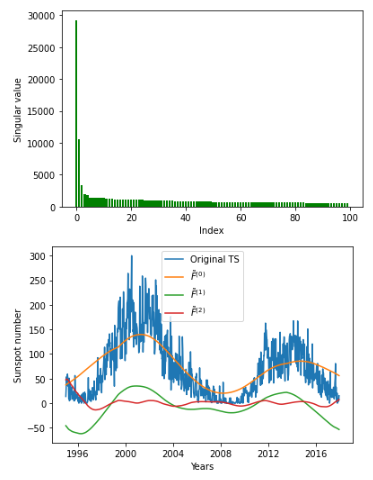 30000
25000
20000
15000
10000
5000
0
Singular value
0 20 40 60 80 100
Index
300
250
200
150
100
50
0
−50
Sunspot number
Original TS
F̃⁽⁰⁾
F̃⁽¹⁾
F̃⁽²⁾
1996 2000 2004 2008 2012 2016
Years